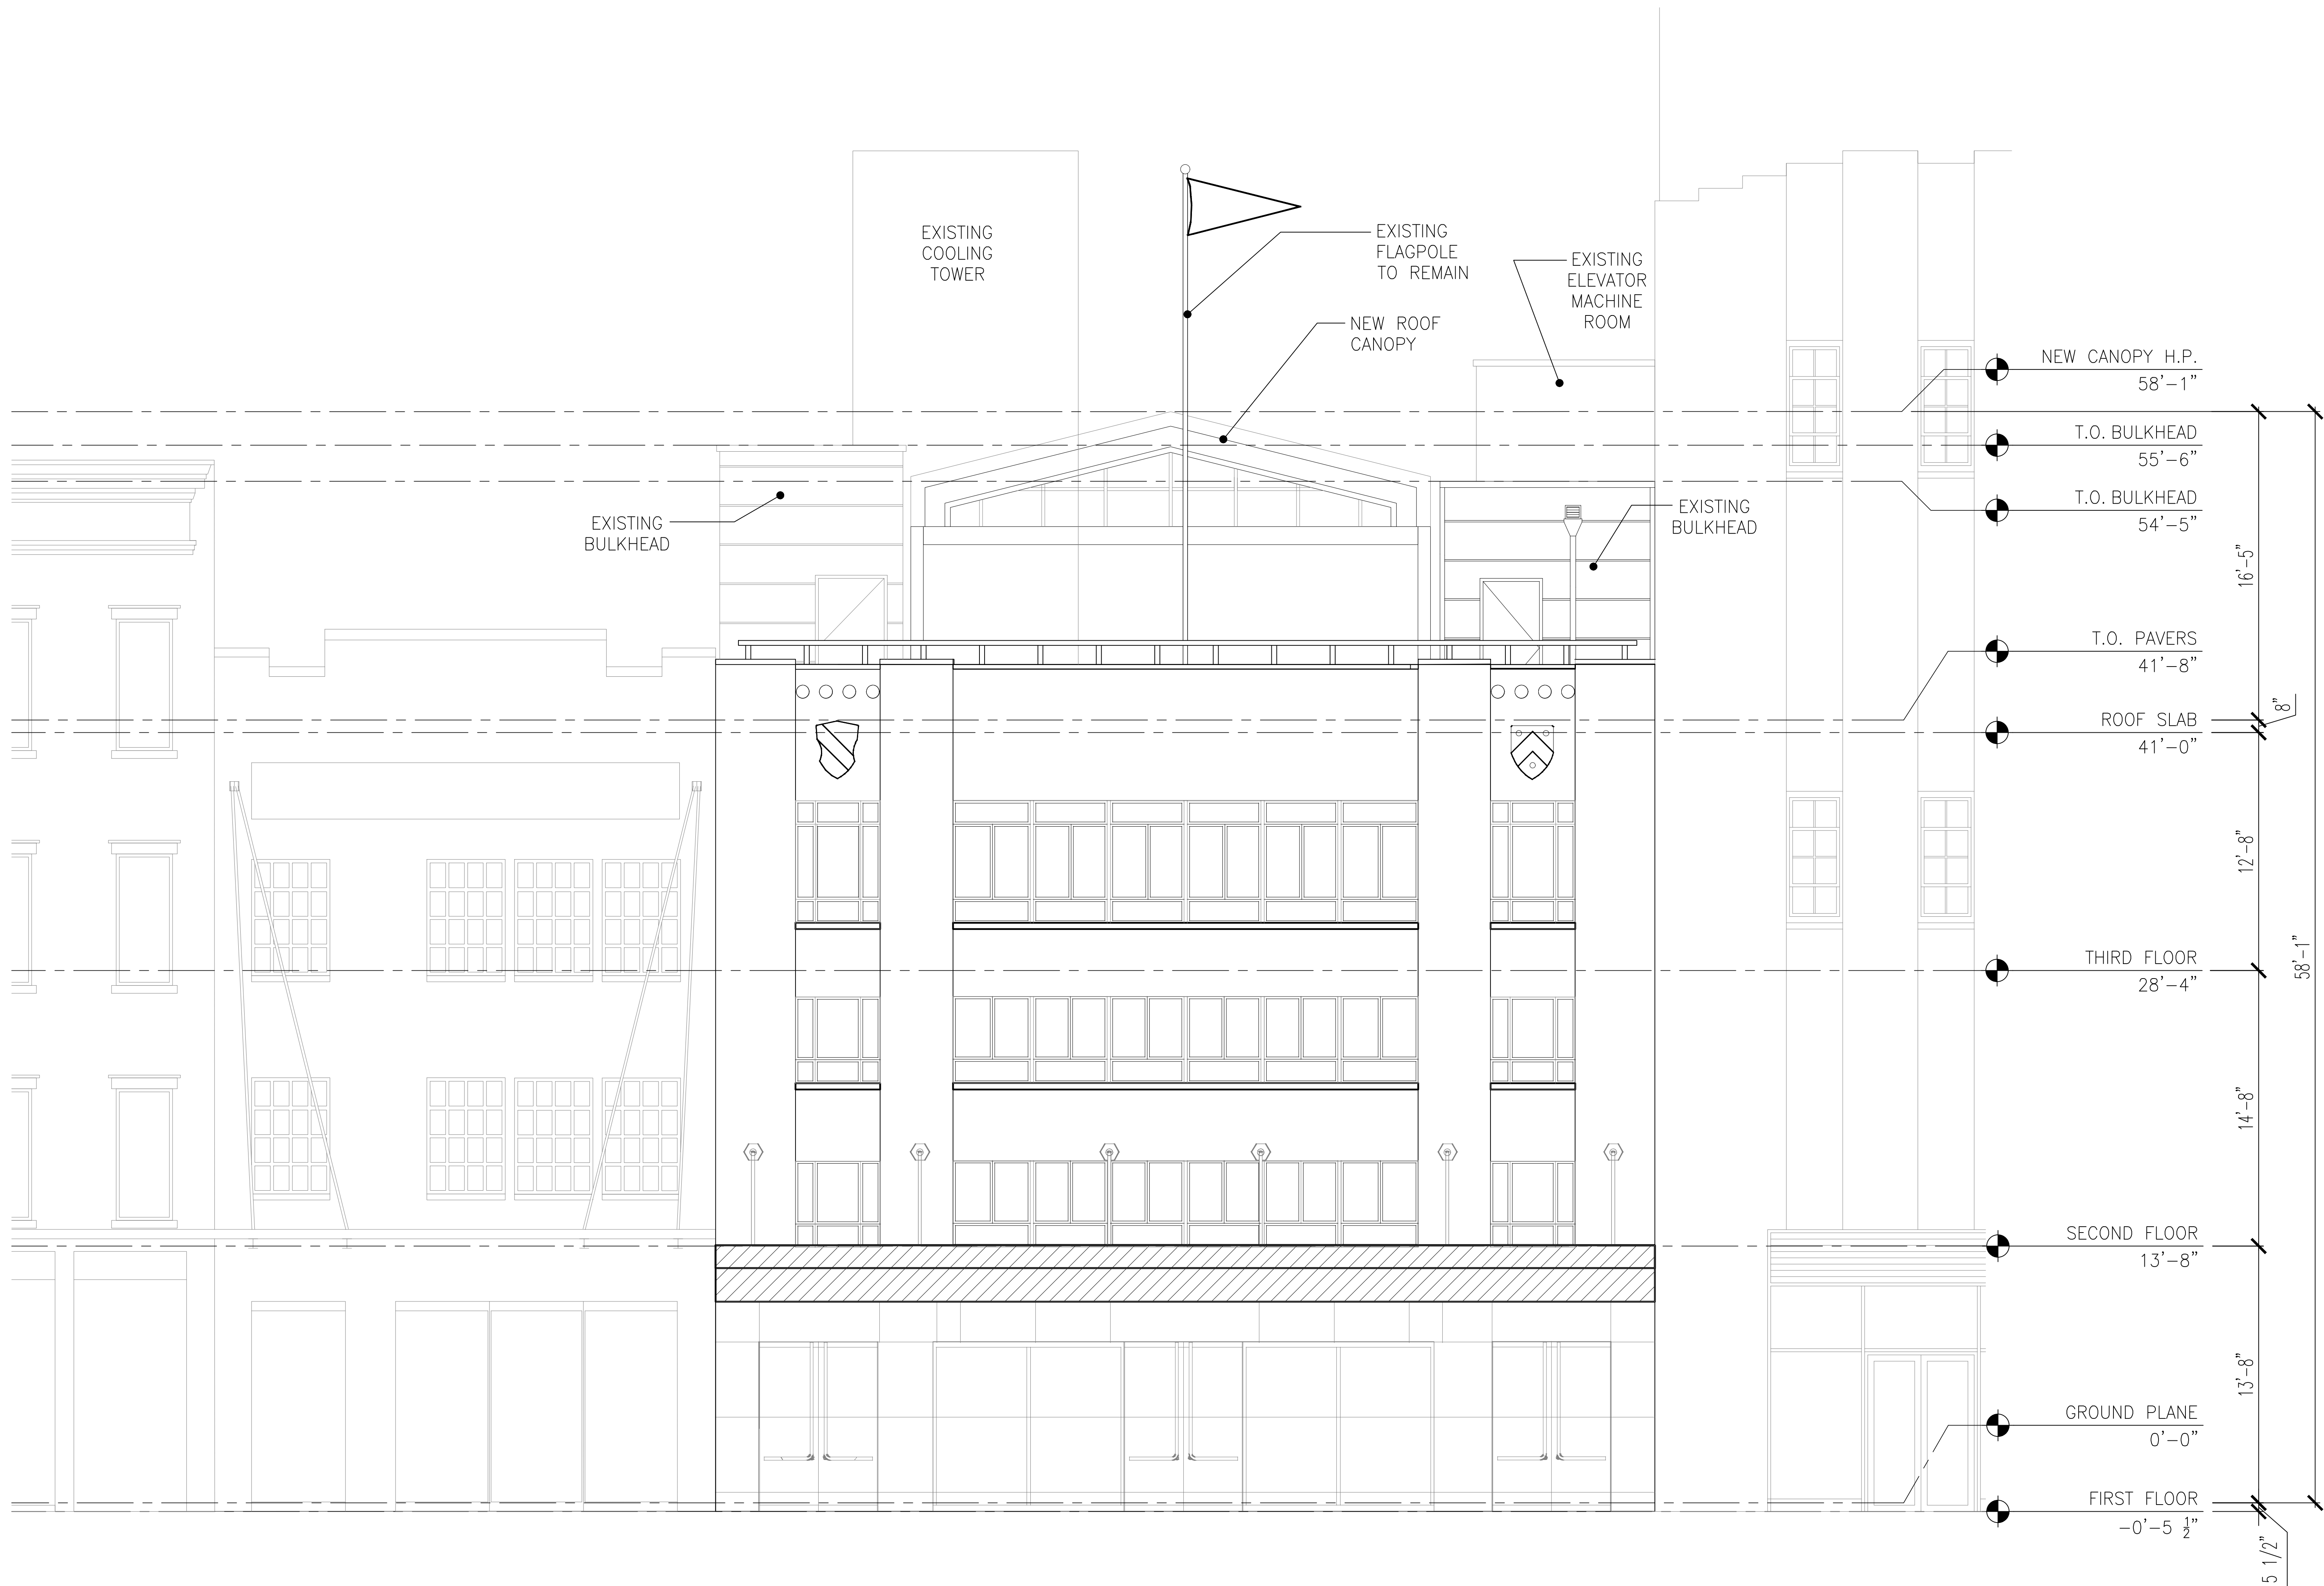 EXISTING
COOLING
TOWER
EXISTING
FLAGPOLE
TO REMAIN
EXISTING
ELEVATOR
MACHINE
ROOM
NEW ROOF
CANOPY
EXISTING
BULKHEAD
EXISTING
BULKHEAD
NEW CANOPY H.P.
58'-1"
T.O. BULKHEAD
55'-6"
T.O. BULKHEAD
54'-5"
T.O. PAVERS
41'-8"
ROOF SLAB
41'-0"
THIRD FLOOR
28'-4"
SECOND FLOOR
13'-8"
GROUND PLANE
0'-0"
FIRST FLOOR
-0'-5 1/2"
16'-5"
8"
12'-8"
14'-8"
13'-8"
5 1/2"
58'-1"